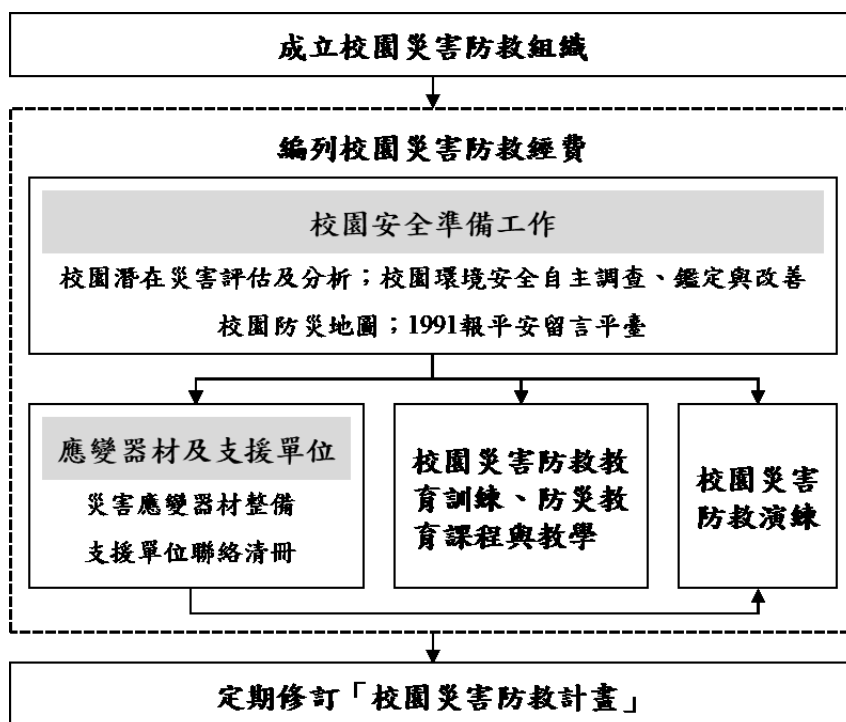 成立校園災害防救組織
編列校園災害防救經費
校園安全準備工作
校園潛在災害評估及分析；校園環境安全自主調查、鑑定與改善
校園防災地圖；1991報平安留言平臺
應變器材及支援單位
災害應變器材整備
支援單位聯絡清冊
校園災害防救教
育訓練、防災教
育課程與教學
校園災害
防救演練
定期修訂「校園災害防救計畫」